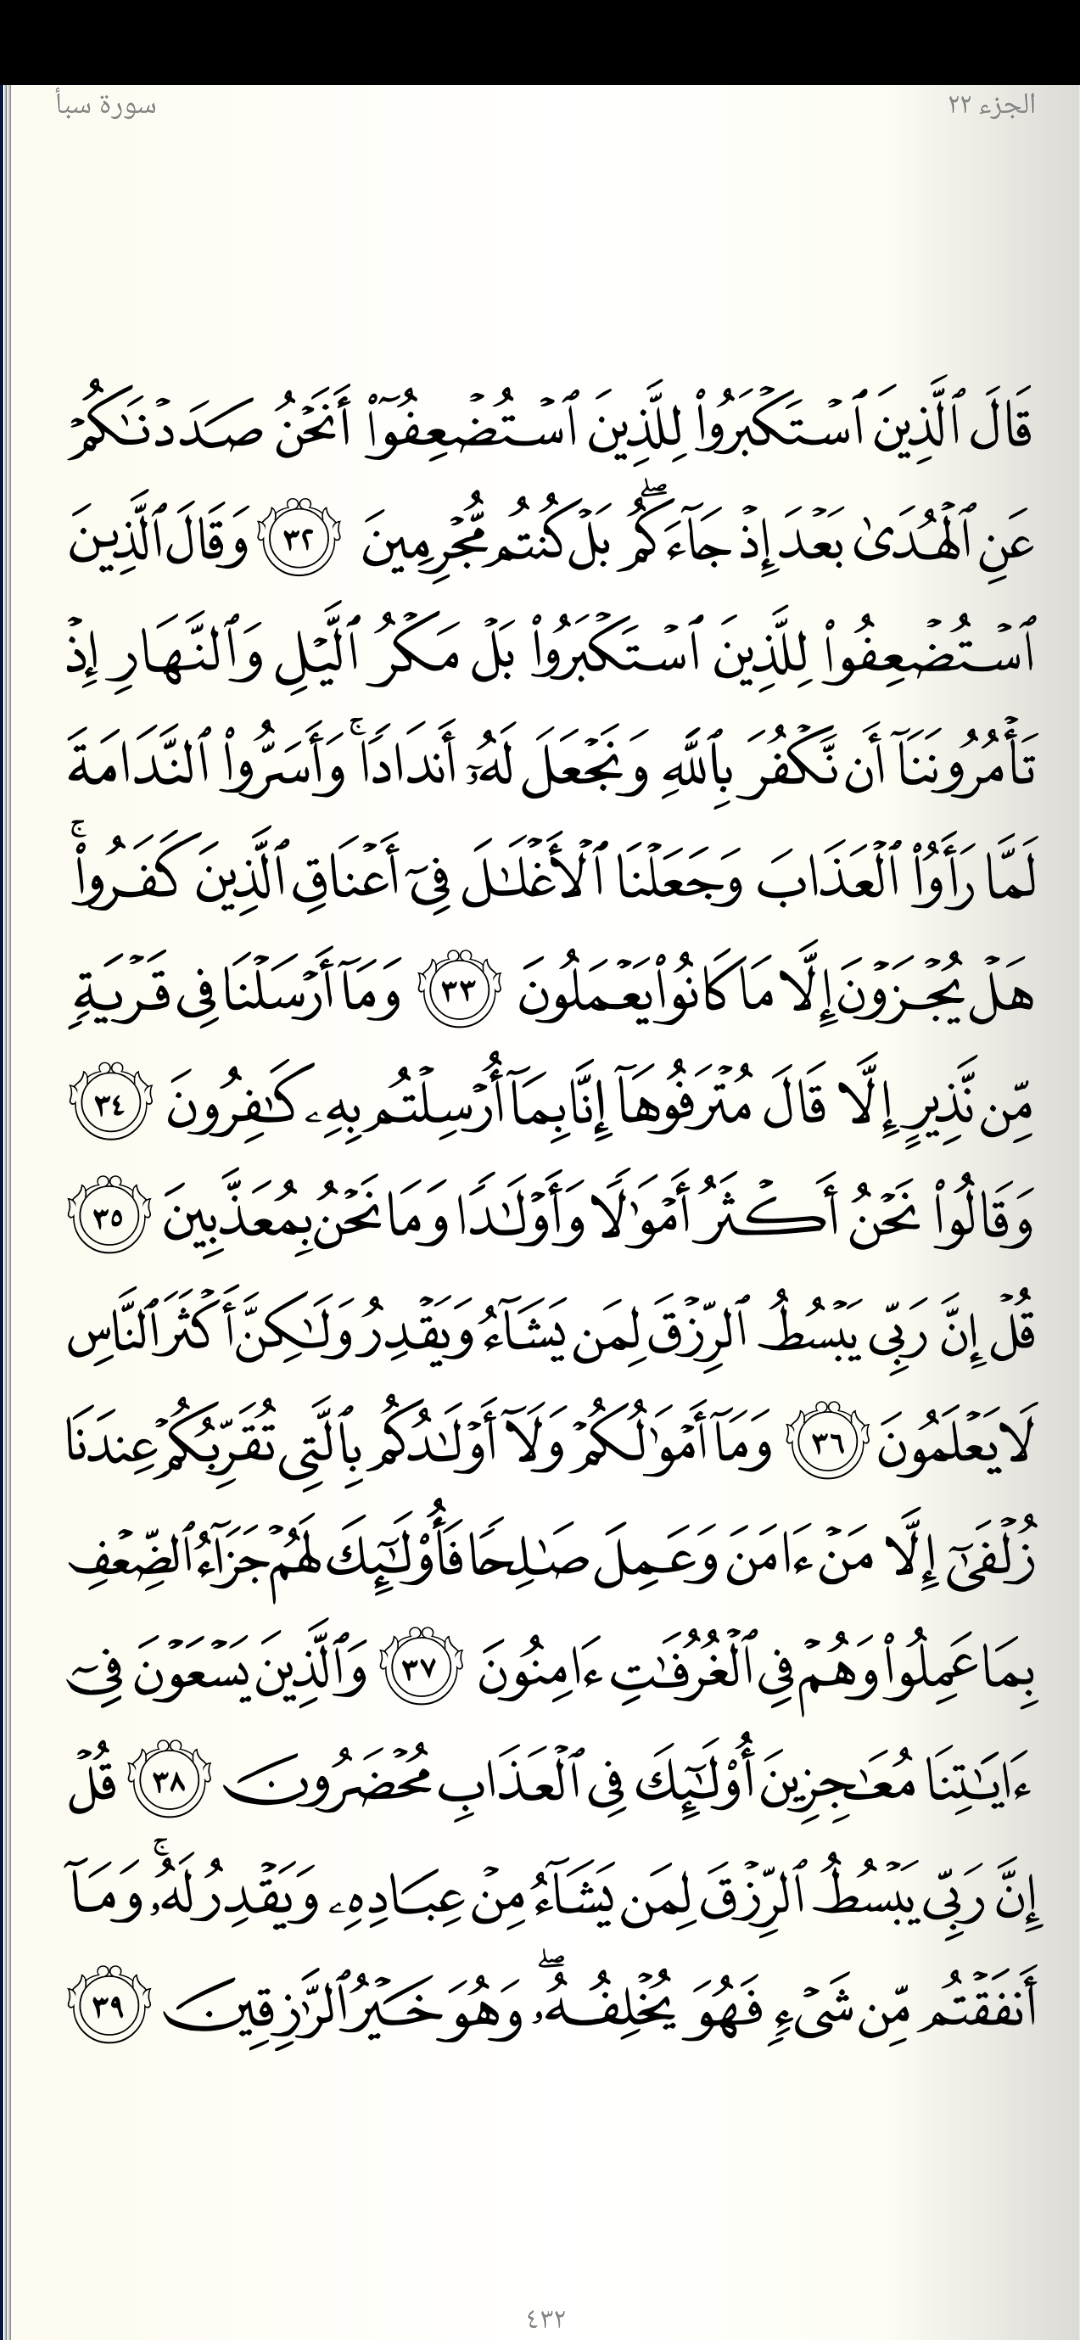 الجزء ٢٢
سورة سبأ
قَالَ ٱلَّذِينَ ٱسۡتَكۡبَرُواْ لِلَّذِينَ ٱسۡتُضۡعِفُوٓاْ أَنَحۡنُ صَدَدۡنَٰكُمۡ
عَنِ ٱلۡهُدَىٰ بَعۡدَ إِذۡ جَآءَكُمۖ بَلۡ كُنتُم مُّجۡرِمِينَ ٣٢ وَقَالَ ٱلَّذِينَ
ٱسۡتُضۡعِفُواْ لِلَّذِينَ ٱسۡتَكۡبَرُواْ بَلۡ مَكۡرُ ٱلَّيۡلِ وَٱلنَّهَارِ إِذۡ
تَأۡمُرُونَنَآ أَن نَّكۡفُرَ بِٱللَّهِ وَنَجۡعَلَ لَهُۥٓ أَندَادٗاۚ وَأَسَرُّواْ ٱلنَّدَامَةَ
لَمَّا رَأَوُاْ ٱلۡعَذَابَ وَجَعَلۡنَا ٱلۡأَغۡلَٰلَ فِيٓ أَعۡنَاقِ ٱلَّذِينَ كَفَرُواْۚ
هَلۡ يُجۡزَوۡنَ إِلَّا مَا كَانُواْ يَعۡمَلُونَ ٣٣ وَمَآ أَرۡسَلۡنَا فِي قَرۡيَةٖ
مِّن نَّذِيرٍ إِلَّا قَالَ مُتۡرَفُوهَآ إِنَّا بِمَآ أُرۡسِلۡتُم بِهِۦ كَٰفِرُونَ ٣٤
وَقَالُواْ نَحۡنُ أَكۡثَرُ أَمۡوَٰلٗا وَأَوۡلَٰدٗا وَمَا نَحۡنُ بِمُعَذَّبِينَ ٣٥
قُلۡ إِنَّ رَبِّي يَبۡسُطُ ٱلرِّزۡقَ لِمَن يَشَآءُ وَيَقۡدِرُ وَلَٰكِنَّ أَكۡثَرَ ٱلنَّاسِ
لَا يَعۡلَمُونَ ٣٦ وَمَآ أَمۡوَٰلُكُمۡ وَلَآ أَوۡلَٰدُكُم بِٱلَّتِي تُقَرِّبُكُمۡ عِندَنَا
زُلۡفَىٰٓ إِلَّا مَنۡ ءَامَنَ وَعَمِلَ صَٰلِحٗا فَأُوْلَٰٓئِكَ لَهُمۡ جَزَآءُ ٱلضِّعۡفِ
بِمَا عَمِلُواْ وَهُمۡ فِي ٱلۡغُرُفَٰتِ ءَامِنُونَ ٣٧ وَٱلَّذِينَ يَسۡعَوۡنَ فِيٓ
ءَايَٰتِنَا مُعَٰجِزِينَ أُوْلَٰٓئِكَ فِي ٱلۡعَذَابِ مُحۡضَرُونَ ٣٨ قُلۡ
إِنَّ رَبِّي يَبۡسُطُ ٱلرِّزۡقَ لِمَن يَشَآءُ مِنۡ عِبَادِهِۦ وَيَقۡدِرُ لَهُۥۚ وَمَآ
أَنفَقۡتُم مِّن شَيۡءٖ فَهُوَ يُخۡلِفُهُۥۖ وَهُوَ خَيۡرُ ٱلرَّٰزِقِينَ ٣٩
٤٣٢